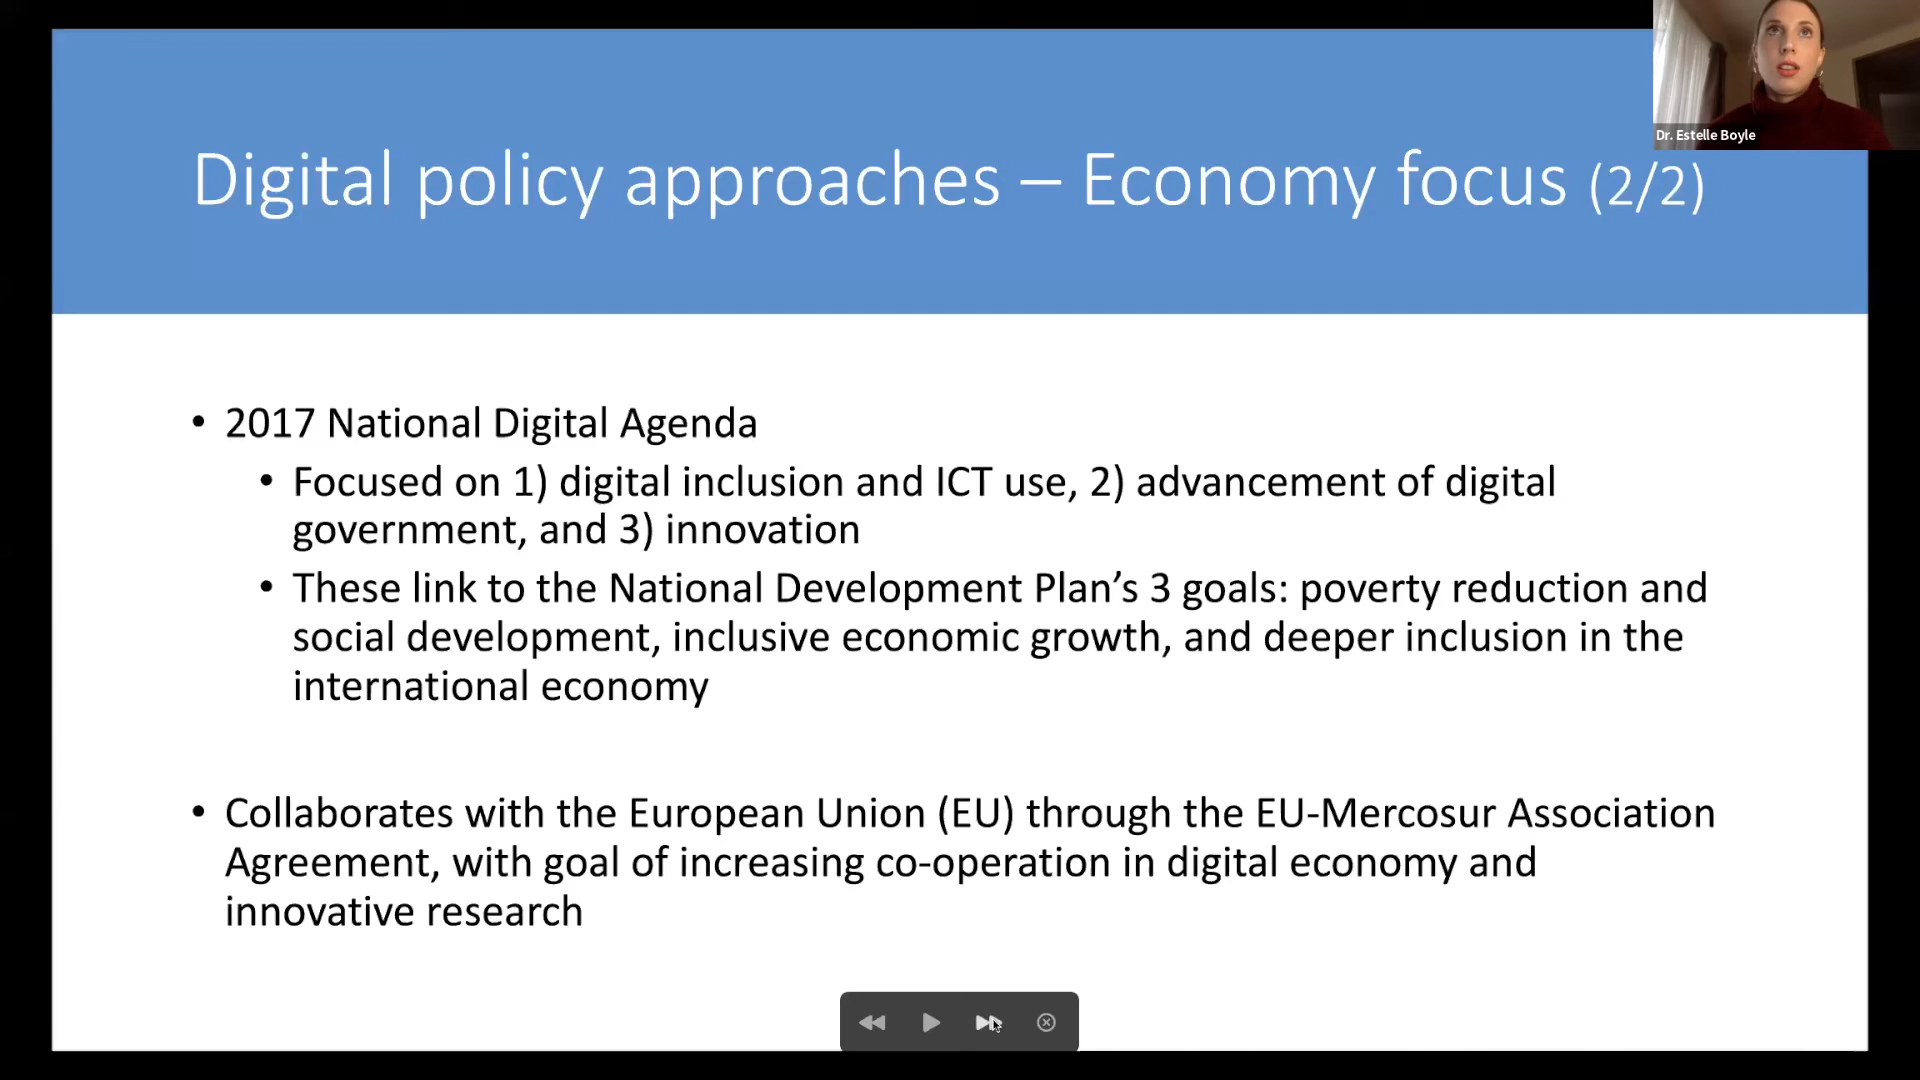 Dr. Estelle Boyle
Digital policy approaches – Economy focus (2/2)
• 2017 National Digital Agenda
• Focused on 1) digital inclusion and ICT use, 2) advancement of digital
government, and 3) innovation
• These link to the National Development Plan’s 3 goals: poverty reduction and
social development, inclusive economic growth, and deeper inclusion in the
international economy
• Collaborates with the European Union (EU) through the EU-Mercosur Association
Agreement, with goal of increasing co-operation in digital economy and
innovative research